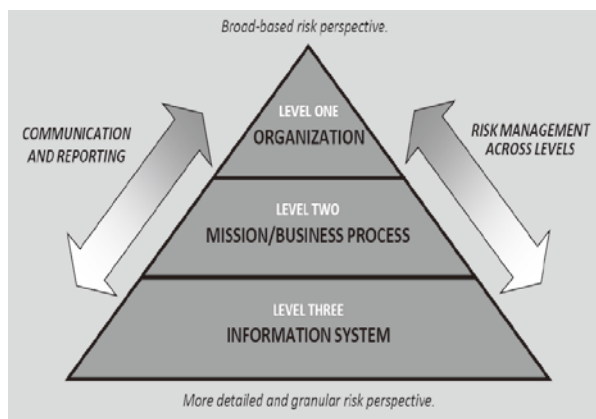 Broad-based risk perspective.
LEVEL ONE
ORGANIZATION
COMMUNICATION
AND REPORTING
RISK MANAGEMENT
ACROSS LEVELS
LEVEL TWO
MISSION/BUSINESS PROCESS
LEVEL THREE
INFORMATION SYSTEM
More detailed and granular risk perspective.